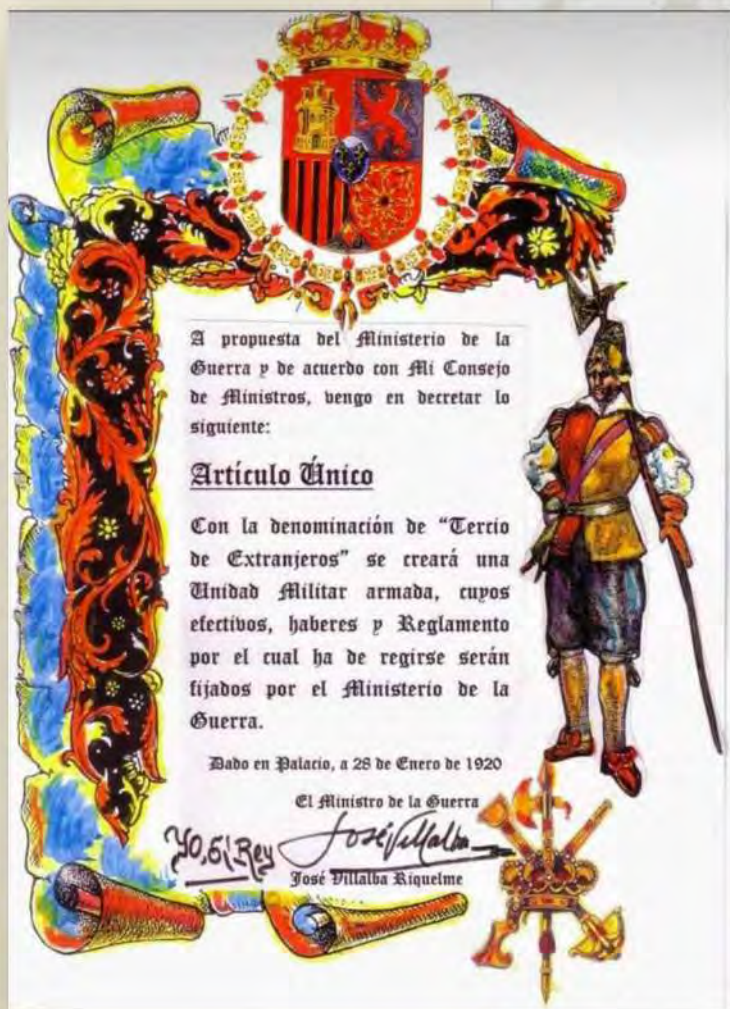 A propuesta del Ministerio de la
Guerra y de acuerdo con Mi Consejo
de Ministros, vengo en decretar lo
siguiente:
Artículo Único
Con la denominación de “Tercio
de Extranjeros” se creará una
Unidad Militar armada, cuyos
efectivos, haberes y Reglamento
por el cual ha de regirse serán
fijados por el Ministerio de la
Guerra.
Dado en Palacio, a 28 de Enero de 1920
El Ministro de la Guerra
Yo, El Rey José Villalba
José Villalba Riquelme